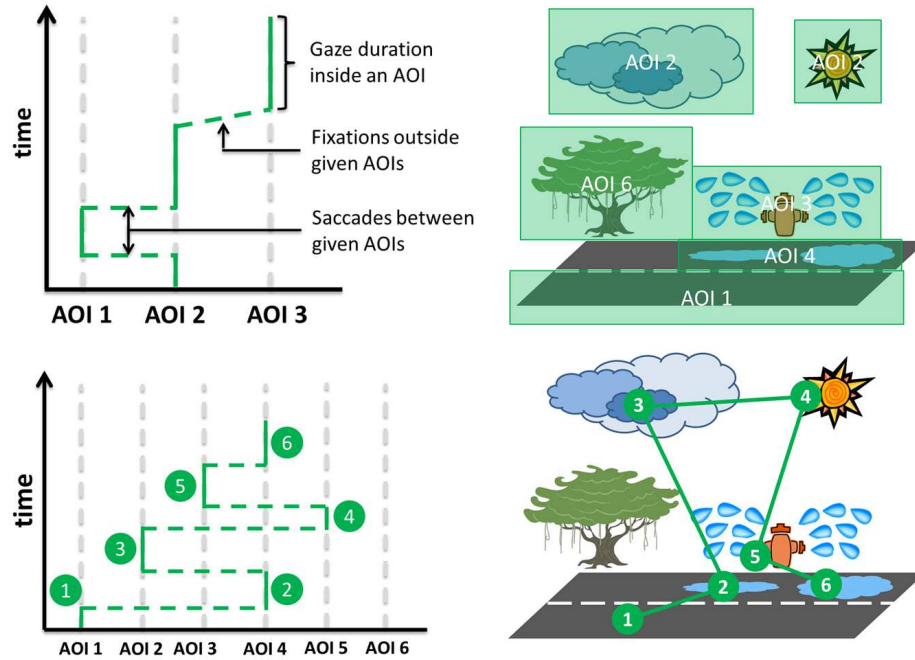 time
Gaze duration
inside an AOI
Fixations outside
given AOIs
Saccades between
given AOIs
AOI 1 AOI 2 AOI 3
AOI 2
AOI 2
AOI 6
AOI 3
AOI 4
AOI 1
time
6
5
4
3
1
2
AOI 1 AOI 2 AOI 3 AOI 4 AOI 5 AOI 6
3
4
5
2
6
1